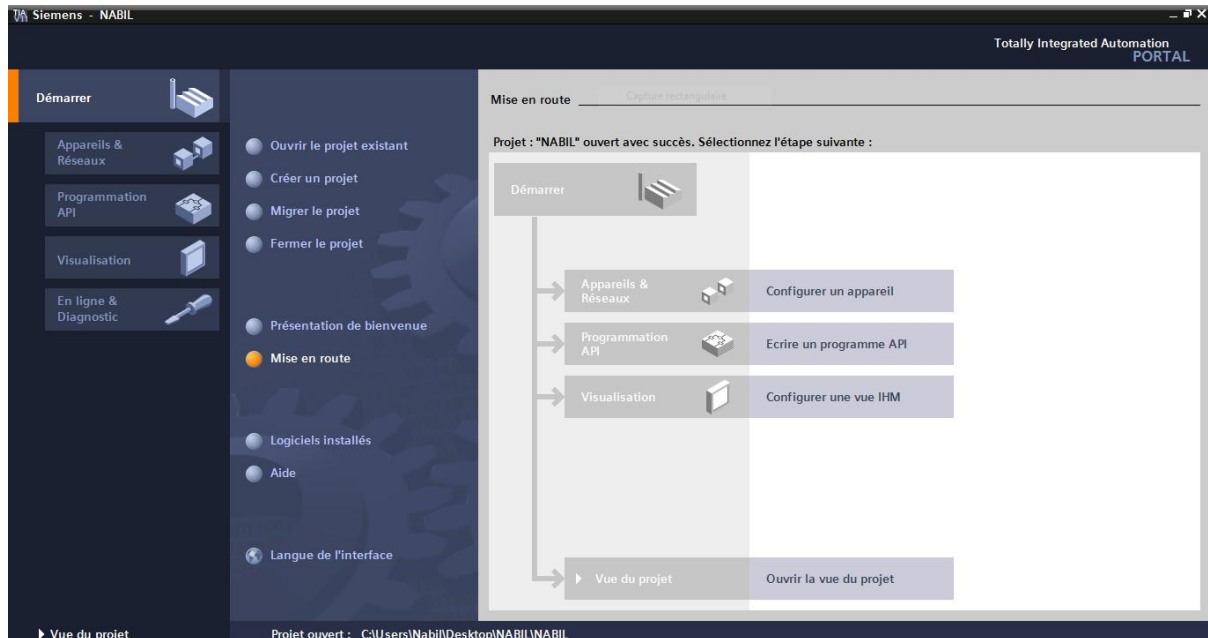 Siemens - NABIL
Totally Integrated Automation
PORTAL
Démarrer
Appareils &
Réseaux
Programmation
API
Visualisation
En ligne &
Diagnostic
Ouvrir le projet existant
Créer un projet
Migrer le projet
Fermer le projet
Présentation de bienvenue
Mise en route
Logiciels installés
Aide
Langue de l'interface
Mise en route
Capture rectangulaire
Projet : "NABIL" ouvert avec succès. Sélectionnez l'étape suivante :
Démarrer
Appareils &
Réseaux
Configurer un appareil
Programmation
API
Ecrire un programme API
Visualisation
Configurer une vue IHM
Vue du projet
Ouvrir la vue du projet
Vue du projet
Projet ouvert : C:\Users\Nabil\Desktop\NABIL\NABIL